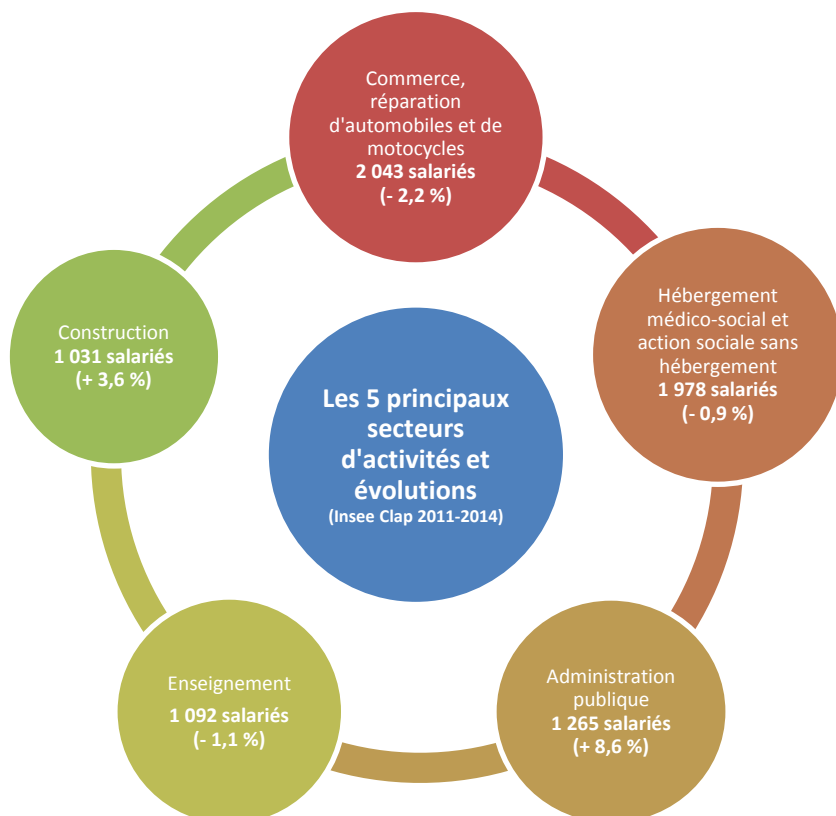 Commerce,
réparation
d'automobiles et de
motocycles
2 043 salariés
(- 2,2 %)
Hébergement
médico-social et
action sociale sans
hébergement
1 978 salariés
(- 0,9 %)
Administration
publique
1 265 salariés
(+ 8,6 %)
Enseignement
1 092 salariés
(- 1,1 %)
Construction
1 031 salariés
(+ 3,6 %)
Les 5 principaux
secteurs
d'activités et
évolutions
(Insee Clap 2011-2014)